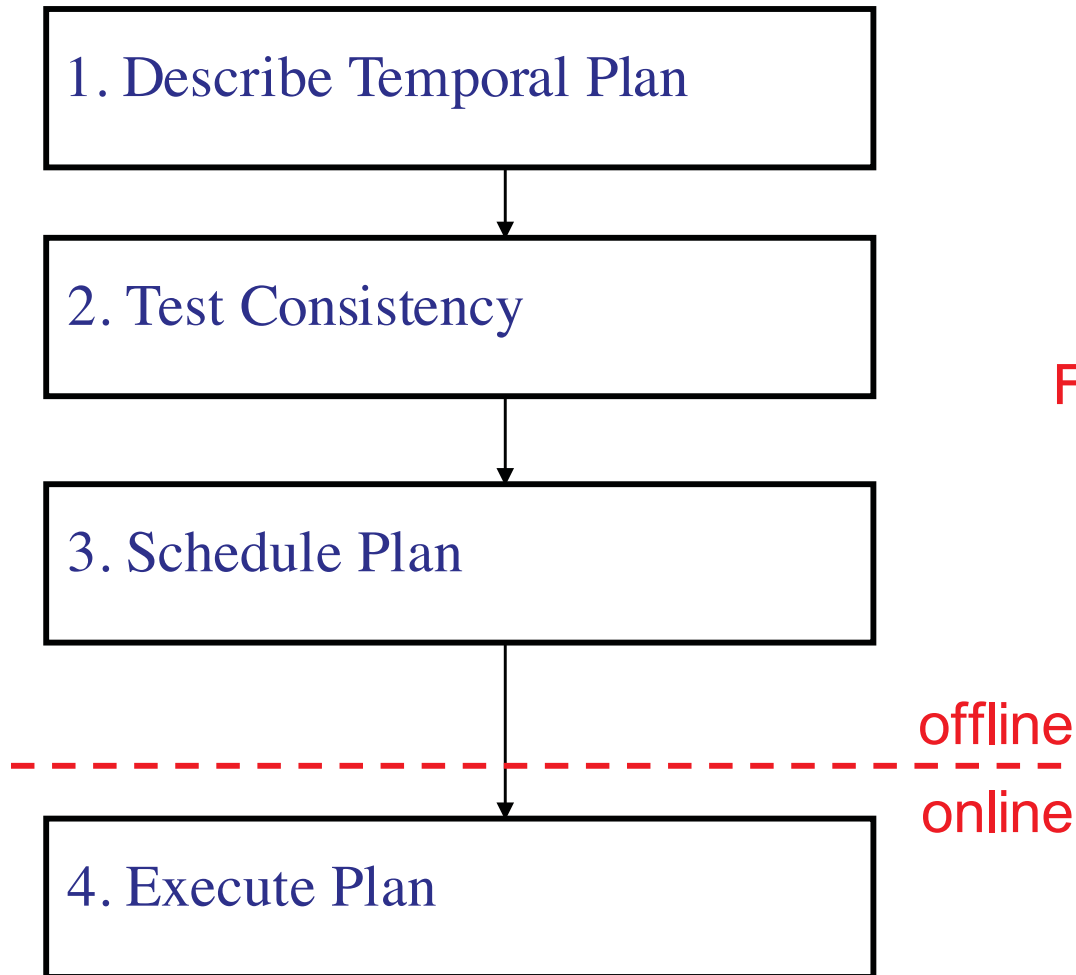 1. Describe Temporal Plan
2. Test Consistency
3. Schedule Plan
offline
online
4. Execute Plan